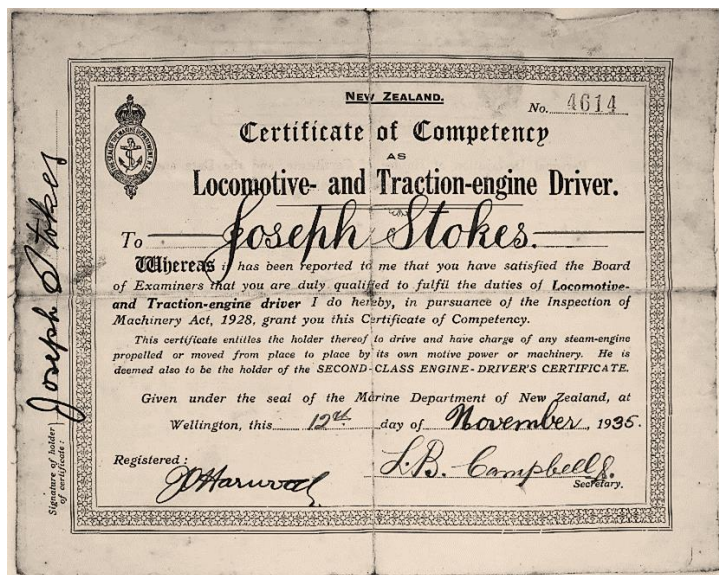 NEW ZEALAND.
No. 4614
Certificate of Competency
AS
Locomotive- and Traction-engine Driver.
To Joseph Stokes.
Whereas it has been reported to me that you have satisfied the Board
of Examiners that you are duly qualified to fulfil the duties of Locomotive-
and Traction-engine driver I do hereby, in pursuance of the Inspection of
Machinery Act, 1928, grant you this Certificate of Competency.
This certificate entitles the holder thereof to drive and have charge of any steam-engine
propelled or moved from place to place by its own motive power or machinery. He is
deemed also to be the holder of the SECOND-CLASS ENGINE-DRIVER'S CERTIFICATE.
Given under the seal of the Marine Department of New Zealand, at
Wellington, this 12th day of November, 1935.
Registered:
L.B. Campbell
Secretary.
Signature of holder
of certificate:
Joseph Stokes